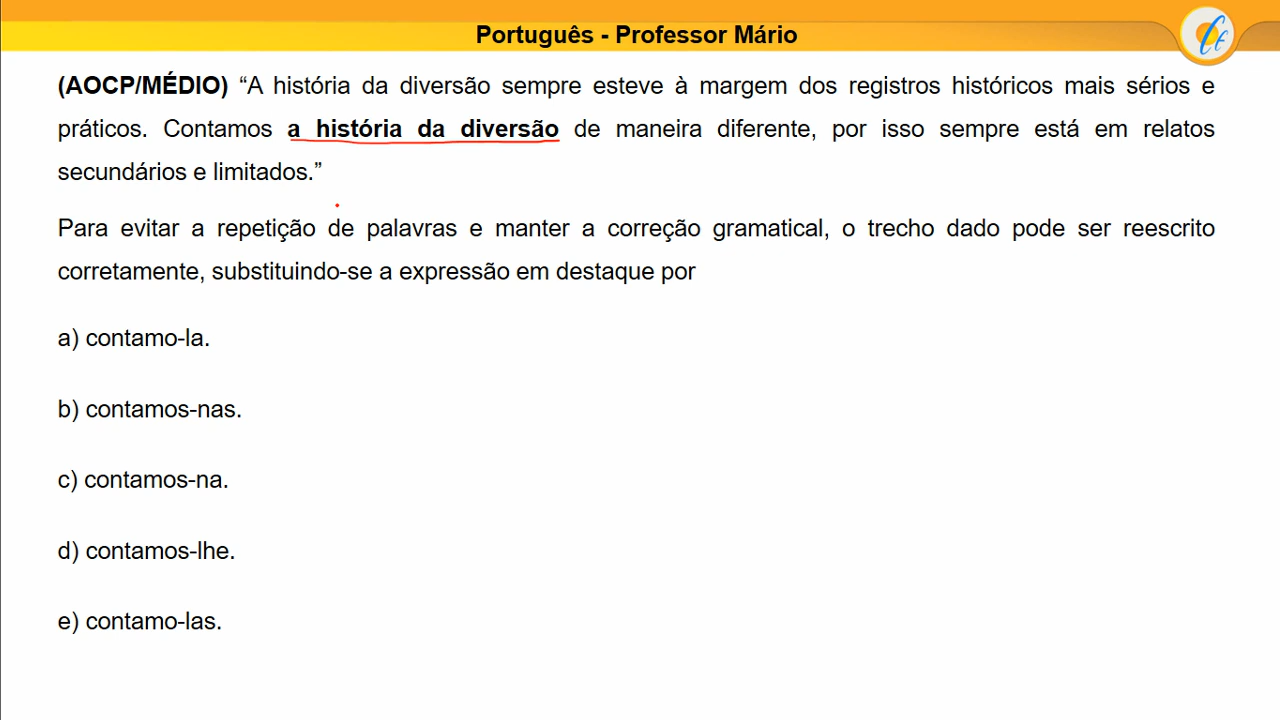 Português - Professor Mário
(AOCP/MÉDIO) “A história da diversão sempre esteve à margem dos registros históricos mais sérios e
práticos. Contamos a história da diversão de maneira diferente, por isso sempre está em relatos
secundários e limitados.”
Para evitar a repetição de palavras e manter a correção gramatical, o trecho dado pode ser reescrito
corretamente, substituindo-se a expressão em destaque por
a) contamo-la.
b) contamos-nas.
c) contamos-na.
d) contamos-lhe.
e) contamo-las.